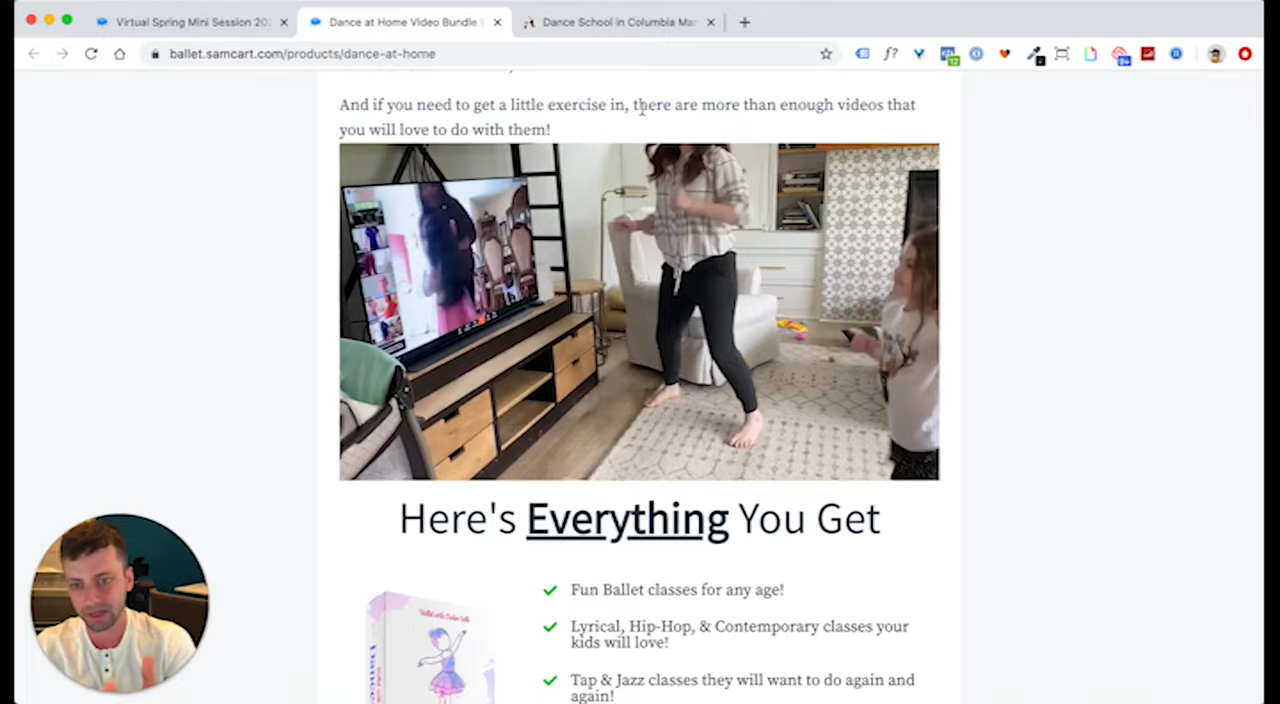 Virtual Spring Mini Session 202
Dance at Home Video Bundle |
Dance School in Columbia Mar
ballet.samcart.com/products/dance-at-home
f?
12
9+
And if you need to get a little exercise in, there are more than enough videos that
you will love to do with them!
Here's Everything You Get
Fun Ballet classes for any age!
Lyrical, Hip-Hop, & Contemporary classes your
kids will love!
Tap & Jazz classes they will want to do again and
again!